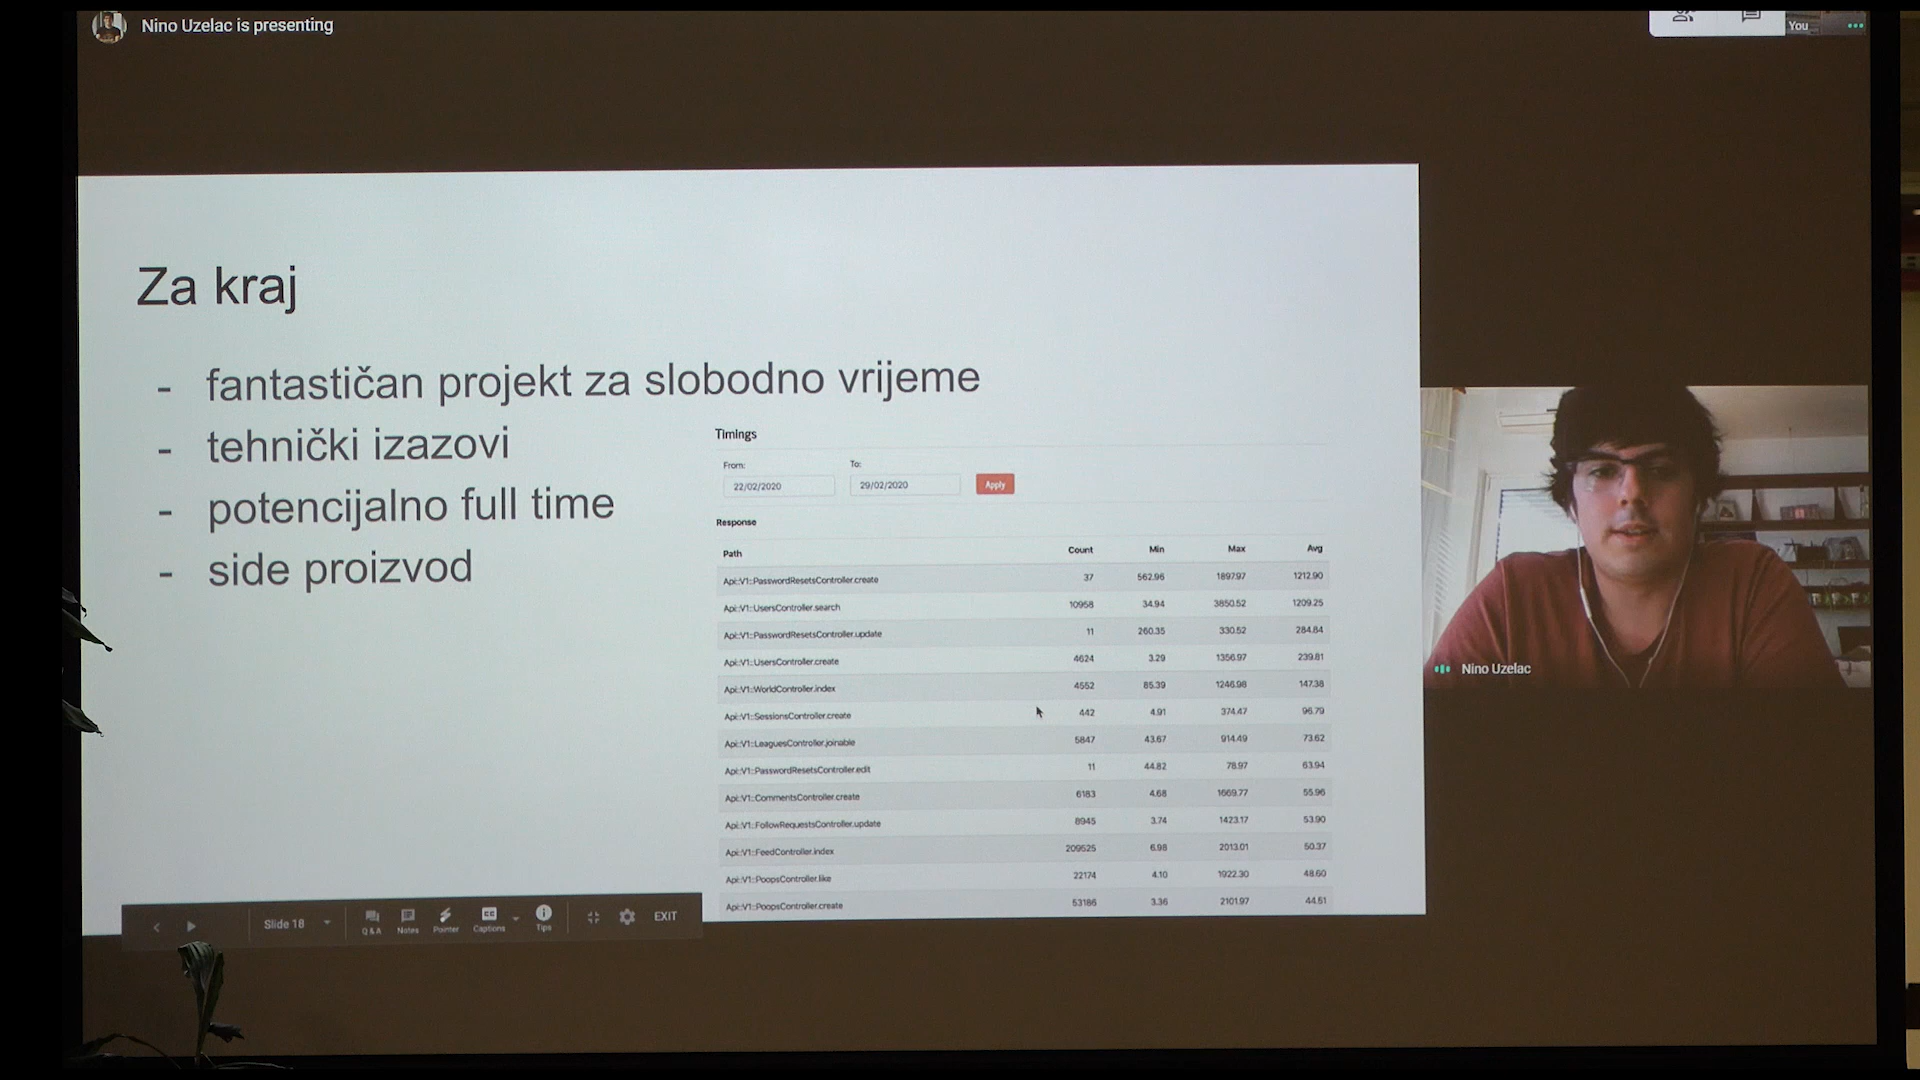 Nino Uzelac is presenting
You
Za kraj
- fantastičan projekt za slobodno vrijeme
- tehnički izazovi
- potencijalno full time
- side proizvod
Timings
From: To:
22/02/2020 29/02/2020 Apply
Response
Path Count Min Max Avg
Api::V1::PasswordResetsController.create 37 562.96 1897.97 1212.90
Api::V1::UsersController.search 10958 34.94 3850.52 1209.25
Api::V1::PasswordResetsController.update 11 260.35 330.52 284.84
Api::V1::UsersController.create 4624 3.29 1356.97 239.81
Api::V1::WorldController.index 4552 85.39 1246.98 147.38
Api::V1::SessionsController.create 442 4.91 374.47 96.79
Api::V1::LeaguesController.joinable 5847 43.67 914.49 73.62
Api::V1::PasswordResetsController.edit 11 44.82 78.97 63.94
Api::V1::CommentsController.create 6183 4.68 1669.77 55.96
Api::V1::FollowRequestsController.update 8945 3.74 1423.17 53.90
Api::V1::FeedController.index 209525 6.98 2013.01 50.37
Api::V1::PoopsController.like 22174 4.10 1922.30 48.60
Api::V1::PoopsController.create 53186 3.36 2101.97 44.51
Nino Uzelac
Slide 18 Q & A Notes Pointer Captions Tips EXIT